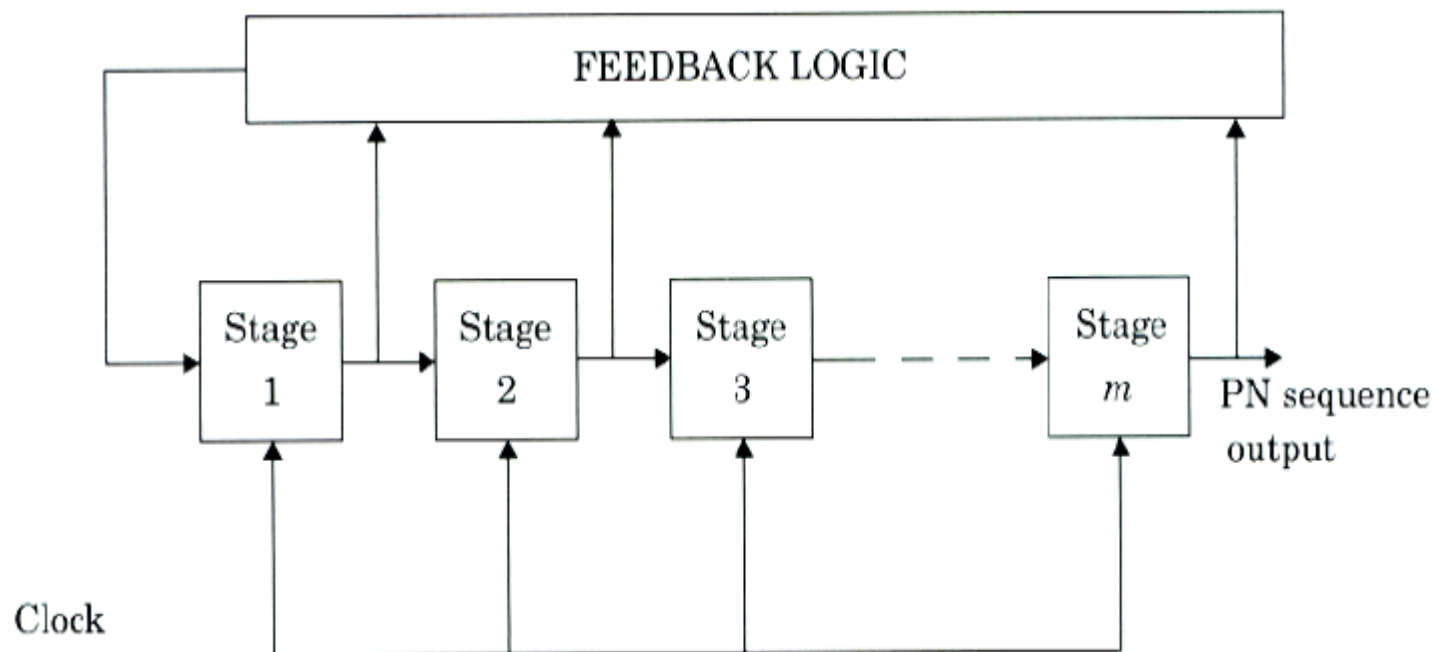 FEEDBACK LOGIC
Stage
1
Stage
2
Stage
3
Stage
m
PN sequence
output
Clock